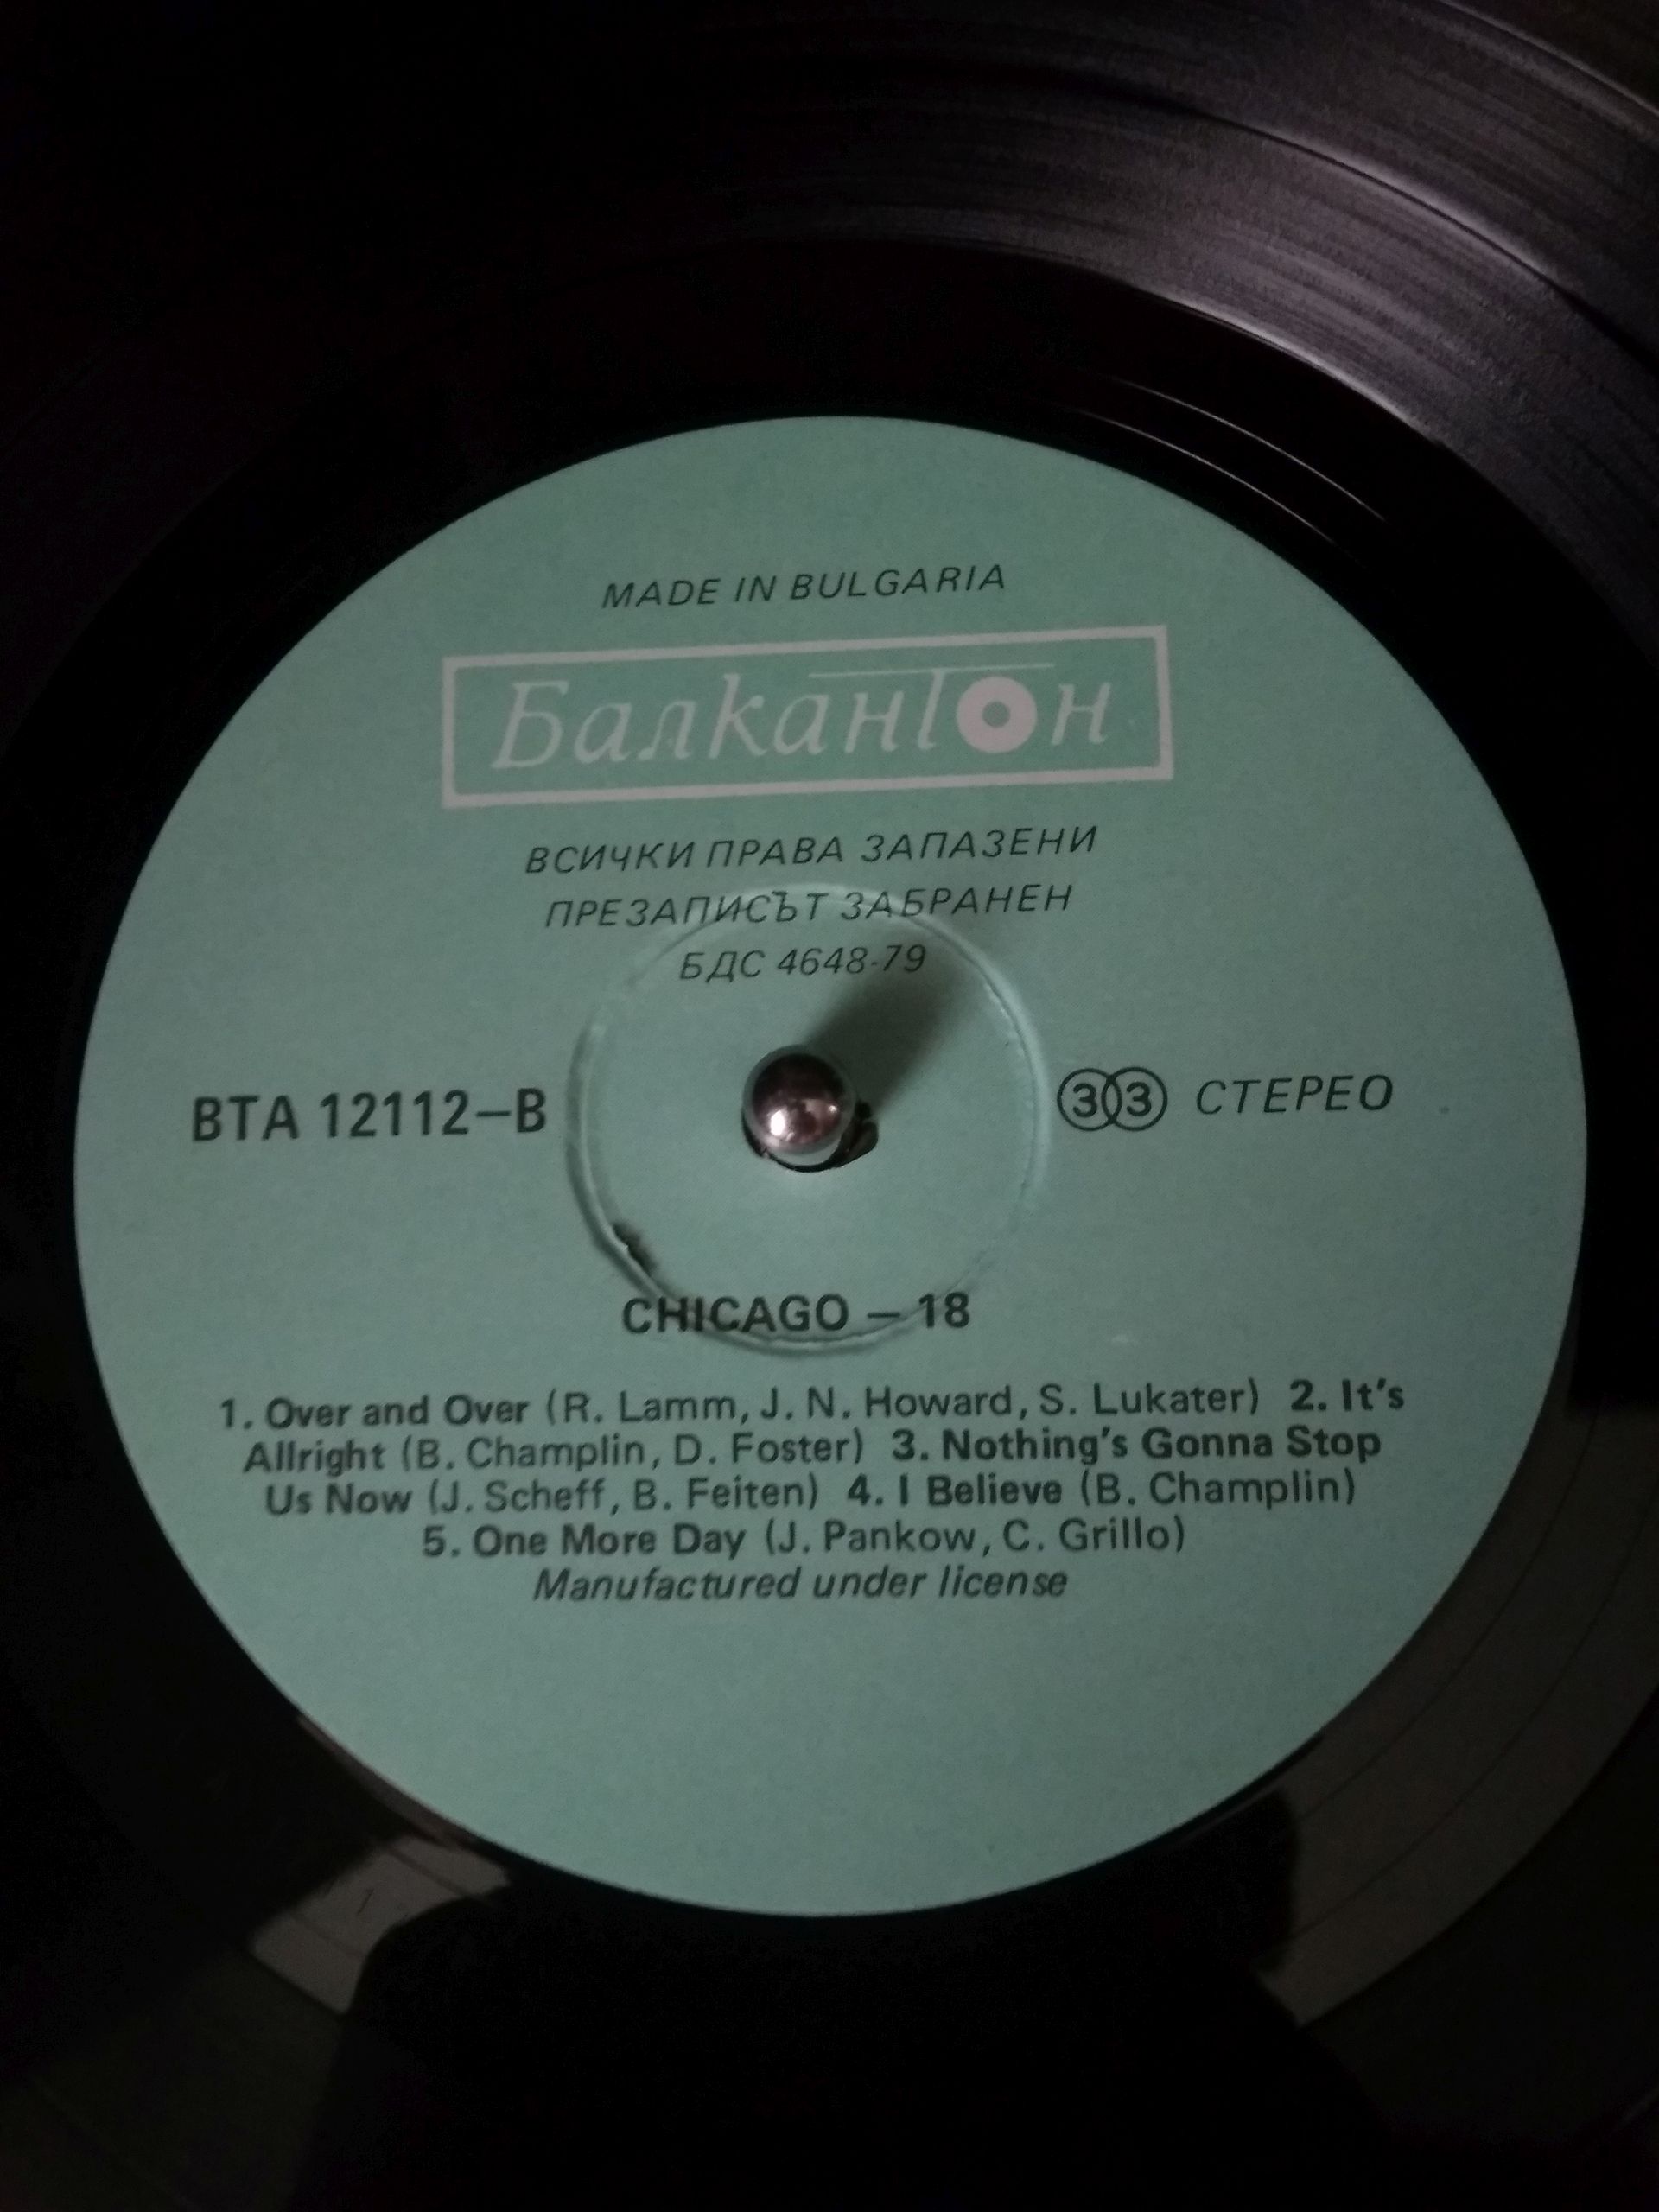 MADE IN BULGARIA
Балкантон
ВСИЧКИ ПРАВА ЗАПАЗЕНИ
ПРЕЗАПИСЪТ ЗАБРАНЕН
БДС 4648-79
ВТА 12112–В
33 СТЕРЕО
CHICAGO – 18
1. Over and Over (R. Lamm, J. N. Howard, S. Lukater) 2. It's
Allright (B. Champlin, D. Foster) 3. Nothing's Gonna Stop
Us Now (J. Scheff, B. Feiten) 4. I Believe (B. Champlin)
5. One More Day (J. Pankow, C. Grillo)
Manufactured under license